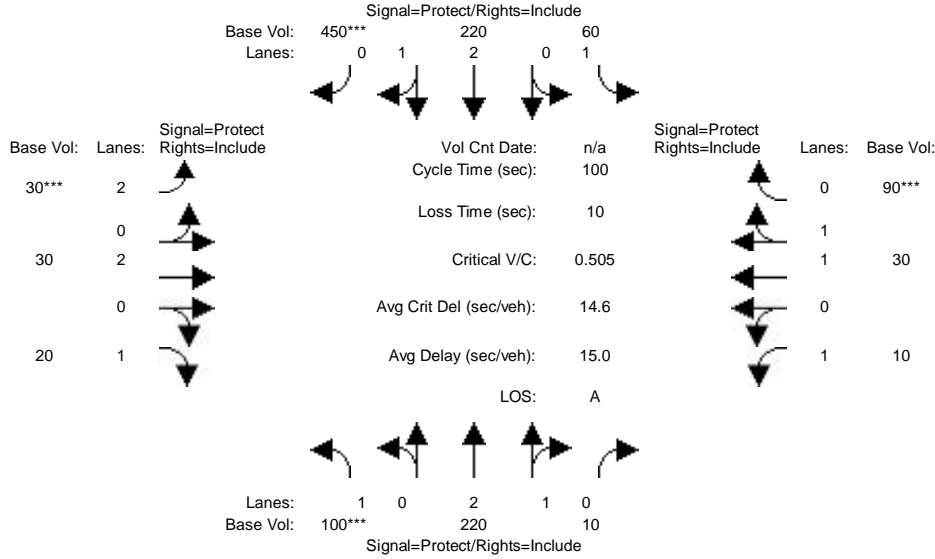 Signal=Protect/Rights=Include
Base Vol: 450*** 220 60
Lanes: 0 1 2 0 1
Signal=Protect Signal=Protect
Base Vol: Lanes: Rights=Include Vol Cnt Date: n/a Rights=Include Lanes: Base Vol:
Cycle Time (sec): 100
30*** 2 0 90***
Loss Time (sec): 10
0 1
30 2 Critical V/C: 0.505 1 30
0 Avg Crit Del (sec/veh): 14.6 0
20 1 Avg Delay (sec/veh): 15.0 1 10
LOS: A
Lanes: 1 0 2 1 0
Base Vol: 100*** 220 10
Signal=Protect/Rights=Include